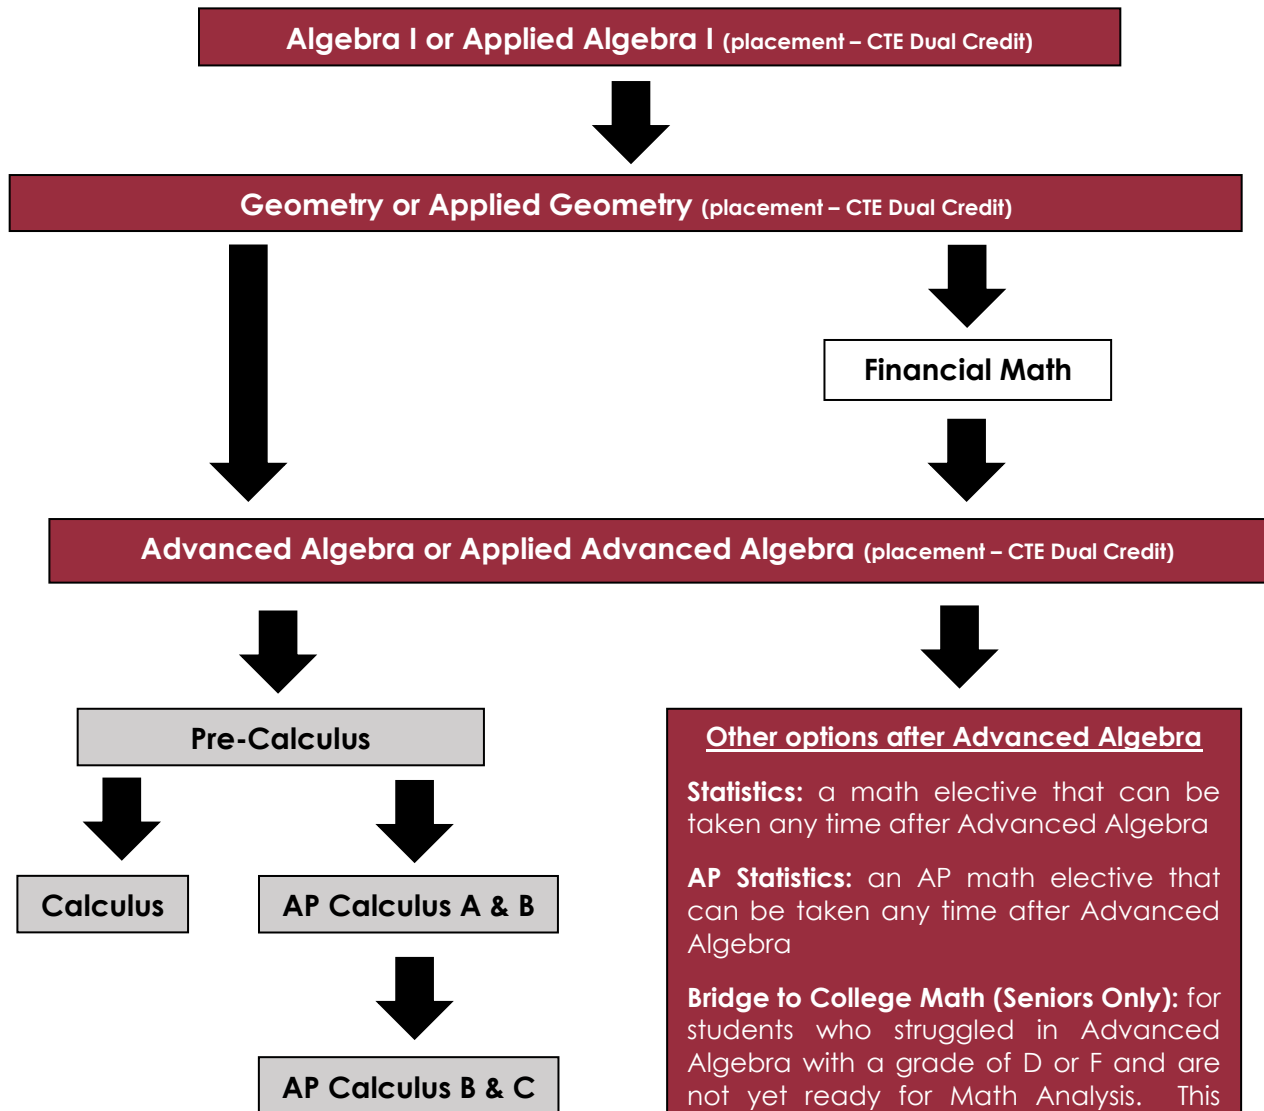 Algebra I or Applied Algebra I (placement – CTE Dual Credit)
Geometry or Applied Geometry (placement – CTE Dual Credit)
Financial Math
Advanced Algebra or Applied Advanced Algebra (placement – CTE Dual Credit)
Pre-Calculus
Calculus
AP Calculus A & B
AP Calculus B & C
Other options after Advanced Algebra
Statistics: a math elective that can be
taken any time after Advanced Algebra
AP Statistics: an AP math elective that
can be taken any time after Advanced
Algebra
Bridge to College Math (Seniors Only): for
students who struggled in Advanced
Algebra with a grade of D or F and are
not yet ready for Math Analysis. This